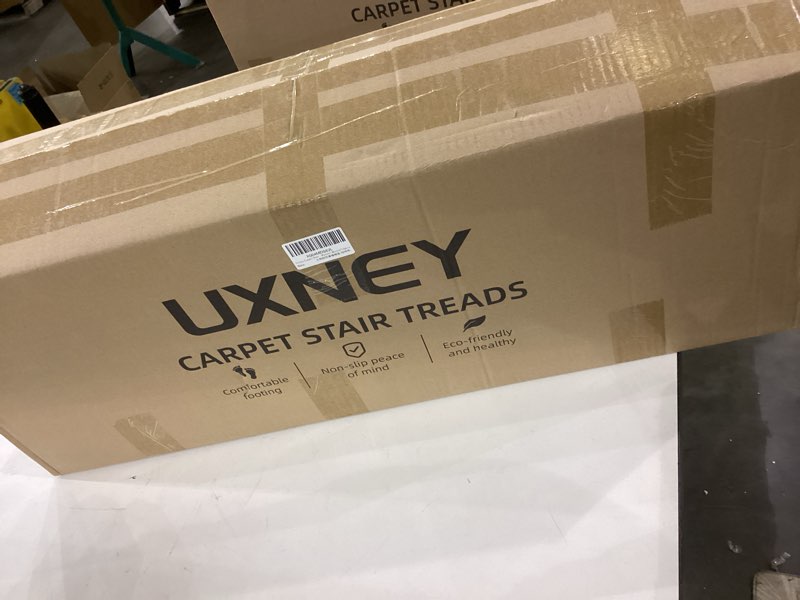 CARPET STAI
UXNEY
CARPET STAIR TREADS
Comfortable
footing
Non-slip peace
of mind
Eco-friendly
and healthy